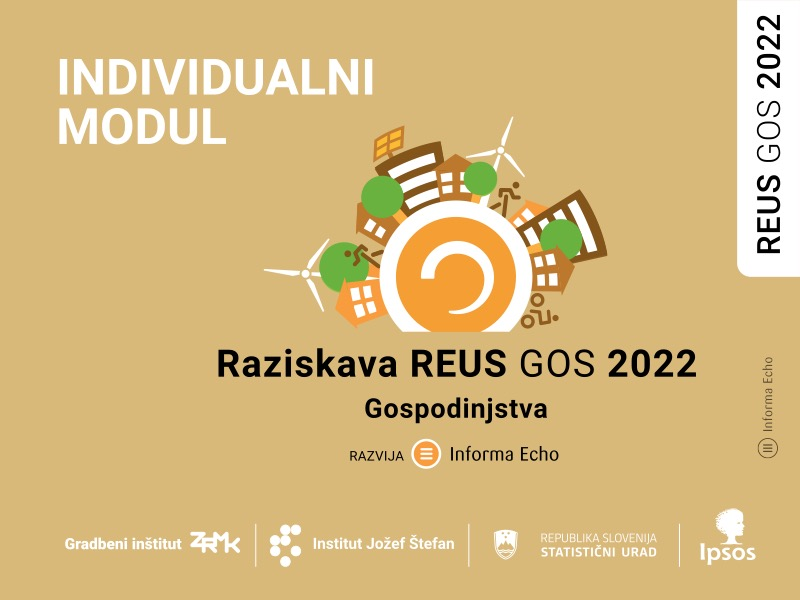 INDIVIDUALNI
MODUL
REUS GOS 2022
Raziskava REUS GOS 2022
Gospodinjstva
RAZVIJA Informa Echo
Informa Echo
Gradbeni inštitut ZRMK
Institut Jožef Štefan
REPUBLIKA SLOVENIJA
STATISTIČNI URAD
Ipsos